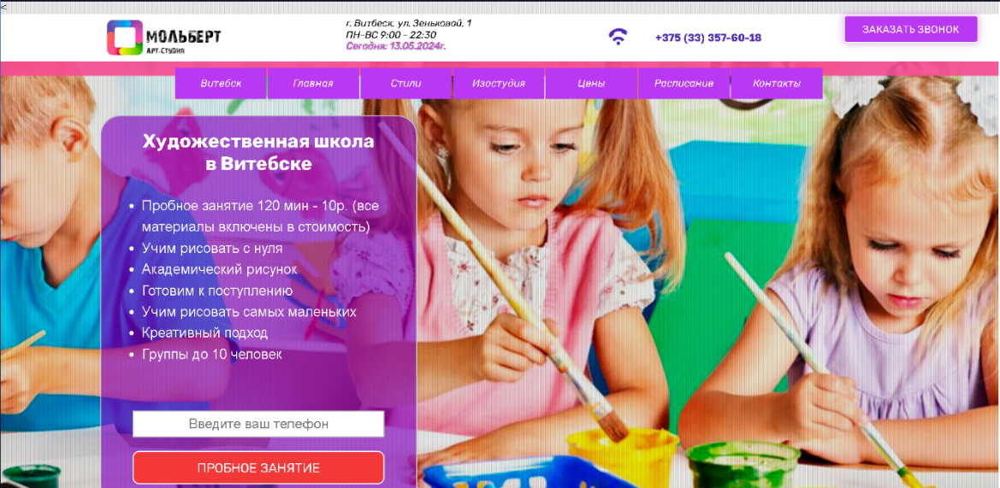 <
МОЛЬБЕРТ
АРТ-СТУДИЯ
г. Витбеск, ул. Зеньковой, 1
ПН-ВС 9:00 - 22:30
Сегодня: 13.05.2024г.
+375 (33) 357-60-18
ЗАКАЗАТЬ ЗВОНОК
Витебск Главная Стили Изостудия Цены Расписание Контакты
Художественная школа
в Витебске
• Пробное занятие 120 мин - 10р. (все
материалы включены в стоимость)
• Учим рисовать с нуля
• Академический рисунок
• Готовим к поступлению
• Учим рисовать самых маленьких
• Креативный подход
• Группы до 10 человек
Введите ваш телефон
ПРОБНОЕ ЗАНЯТИЕ